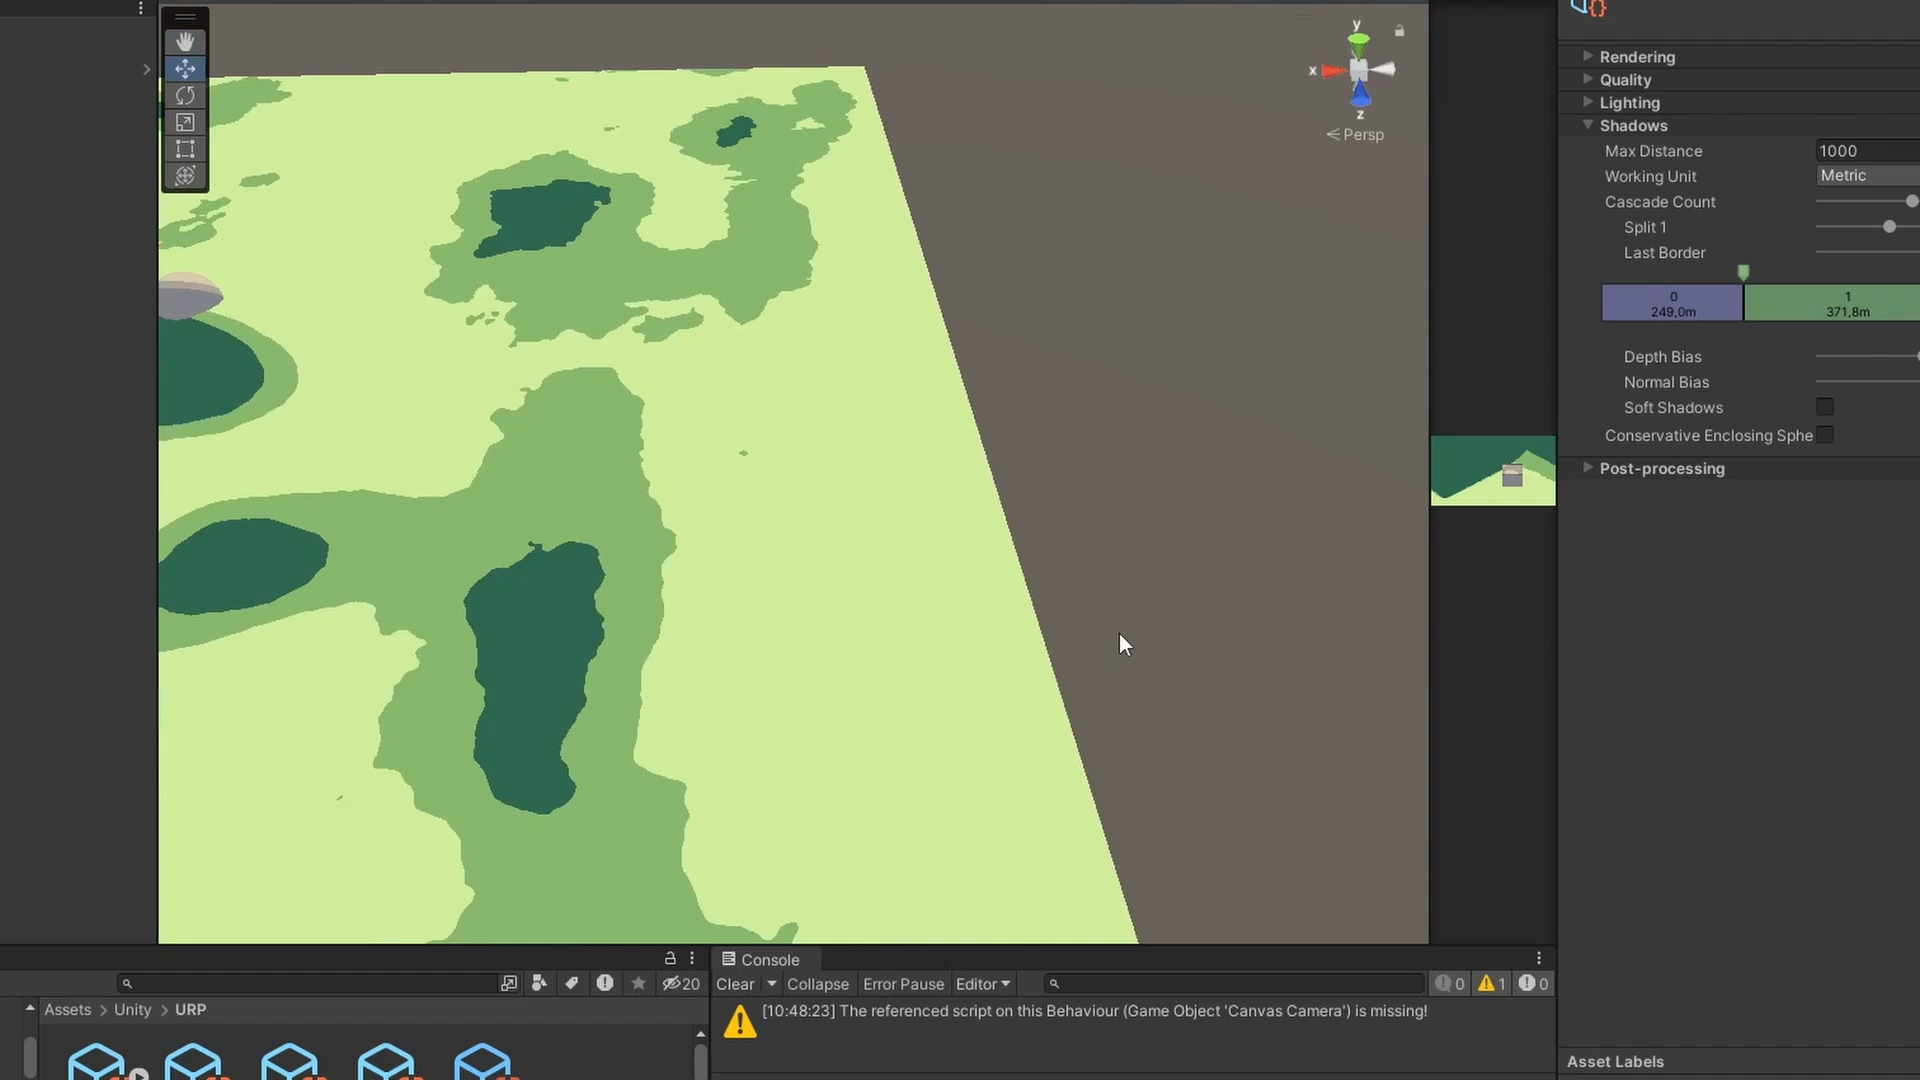 y
x
z
Persp
Rendering
Quality
Lighting
Shadows
Max Distance 1000
Working Unit Metric
Cascade Count
Split 1
Last Border
0 1
249,0m 371,8m
Depth Bias
Normal Bias
Soft Shadows
Conservative Enclosing Sphe
Post-processing
Console
20 Clear Collapse Error Pause Editor 0 1 0
Assets > Unity > URP
[10:48:23] The referenced script on this Behaviour (Game Object 'Canvas Camera') is missing!
Asset Labels